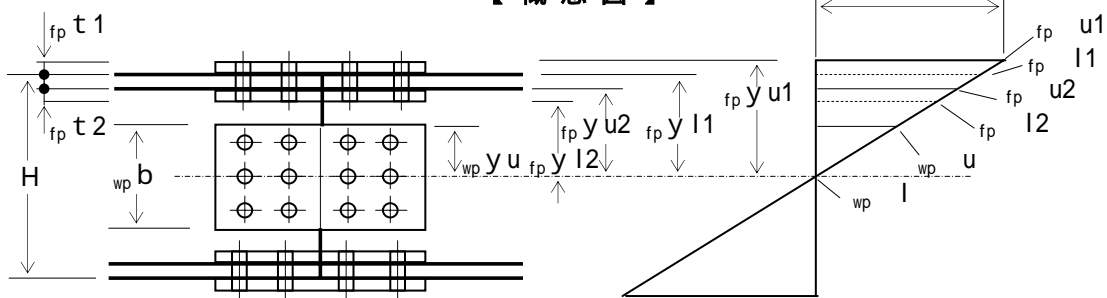 【 概 念 図 】
fp t 1
fp u1
fp l1
fp y u1
fp u2
fp y u2
fp y l1
fp l2
fp t 2
wp y u
fp y l2
wp u
H
wp b
wp l